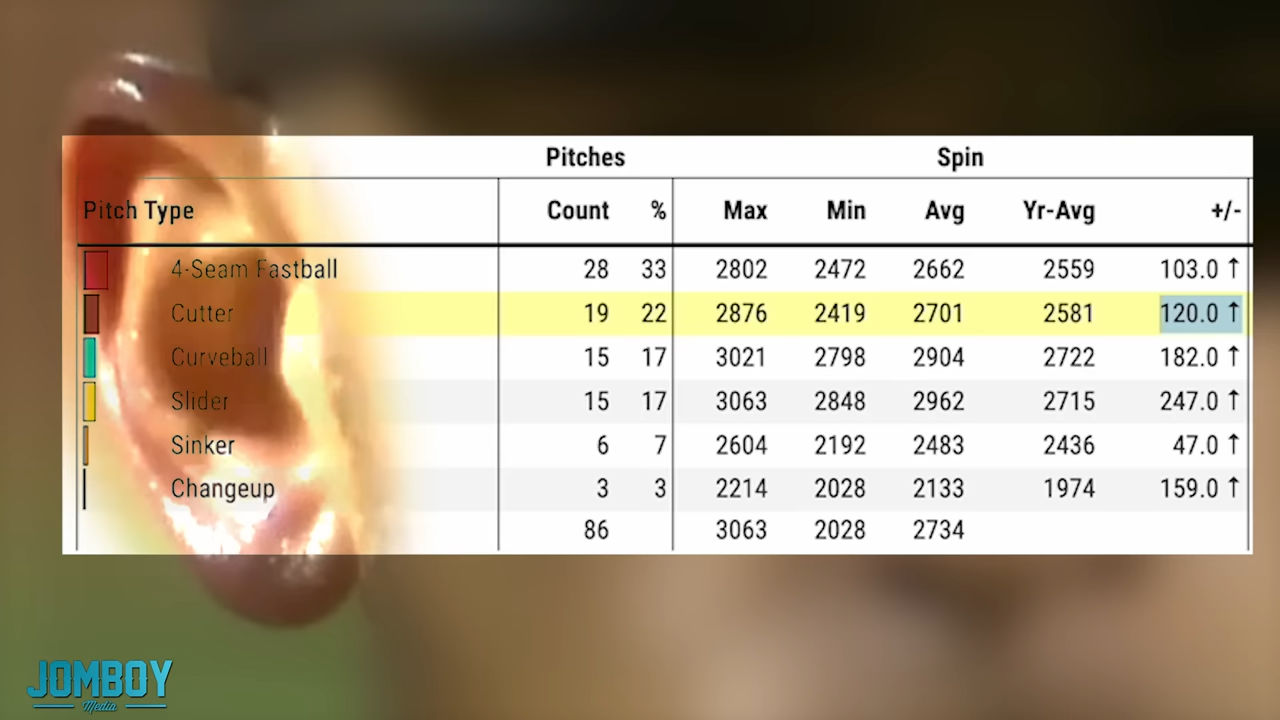 Pitches Spin
Pitch Type Count % Max Min Avg Yr-Avg +/-
4-Seam Fastball 28 33 2802 2472 2662 2559 103.0 ↑
Cutter 19 22 2876 2419 2701 2581 120.0 ↑
Curveball 15 17 3021 2798 2904 2722 182.0 ↑
Slider 15 17 3063 2848 2962 2715 247.0 ↑
Sinker 6 7 2604 2192 2483 2436 47.0 ↑
Changeup 3 3 2214 2028 2133 1974 159.0 ↑
86 3063 2028 2734
JOMBOY
Media